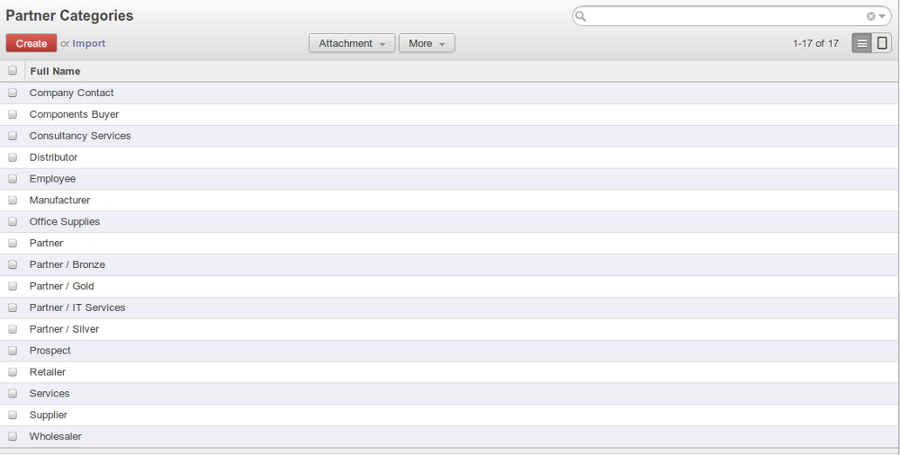 Partner Categories
Create or Import Attachment More 1-17 of 17
Full Name
Company Contact
Components Buyer
Consultancy Services
Distributor
Employee
Manufacturer
Office Supplies
Partner
Partner / Bronze
Partner / Gold
Partner / IT Services
Partner / Silver
Prospect
Retailer
Services
Supplier
Wholesaler